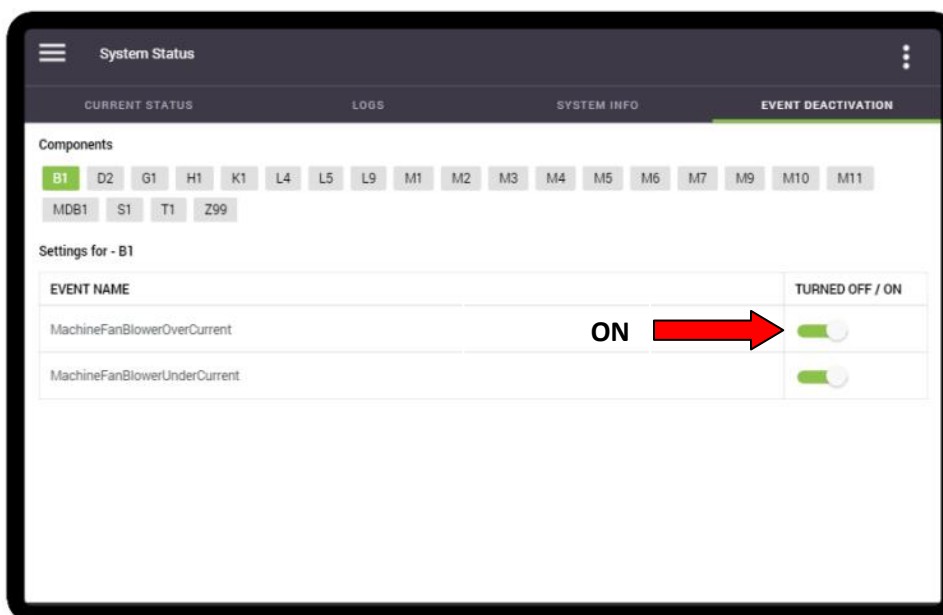 System Status
CURRENT STATUS LOGS SYSTEM INFO EVENT DEACTIVATION
Components
B1 D2 G1 H1 K1 L4 L5 L9 M1 M2 M3 M4 M5 M6 M7 M9 M10 M11
MDB1 S1 T1 Z99
Settings for - B1
EVENT NAME TURNED OFF / ON
MachineFanBlowerOverCurrent ON
MachineFanBlowerUnderCurrent